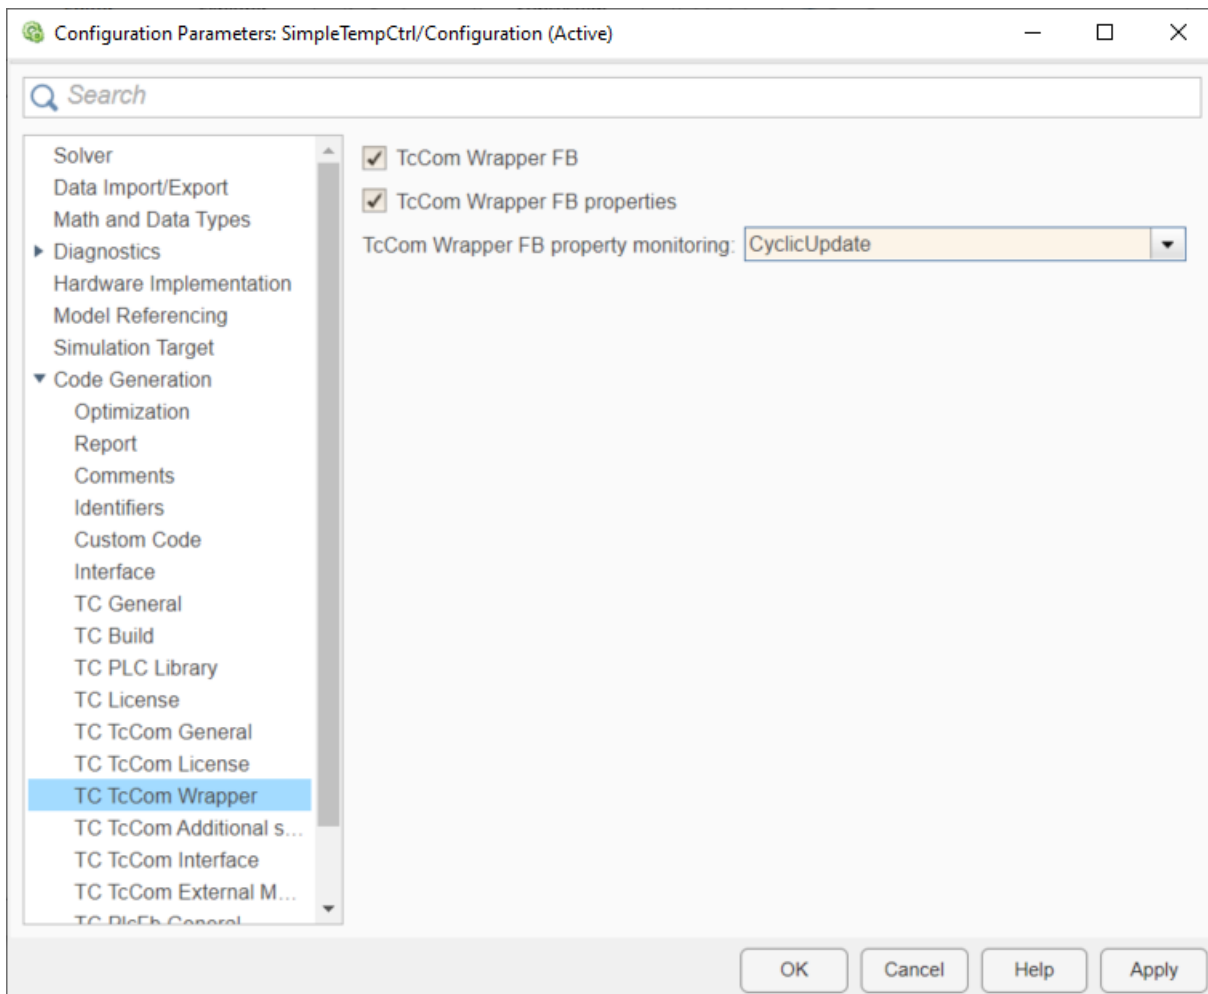 Configuration Parameters: SimpleTempCtrl/Configuration (Active)
Search
Solver
Data Import/Export
Math and Data Types
Diagnostics
Hardware Implementation
Model Referencing
Simulation Target
Code Generation
Optimization
Report
Comments
Identifiers
Custom Code
Interface
TC General
TC Build
TC PLC Library
TC License
TC TcCom General
TC TcCom License
TC TcCom Wrapper
TC TcCom Additional s...
TC TcCom Interface
TC TcCom External M...
TC PlcFb General
TcCom Wrapper FB
TcCom Wrapper FB properties
TcCom Wrapper FB property monitoring: CyclicUpdate
OK Cancel Help Apply